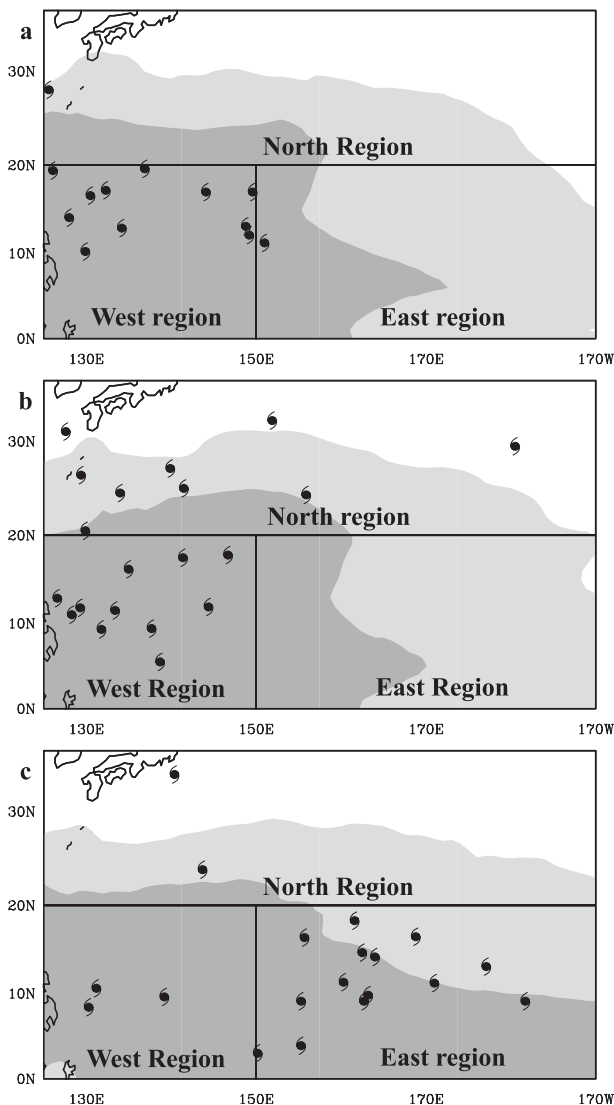 a
30N
North Region
20N
10N
West region
East region
0N
130E
150E
170E
170W
b
30N
North region
20N
10N
West Region
East Region
0N
130E
150E
170E
170W
c
30N
North Region
20N
10N
West Region
East region
0N
130E
150E
170E
170W